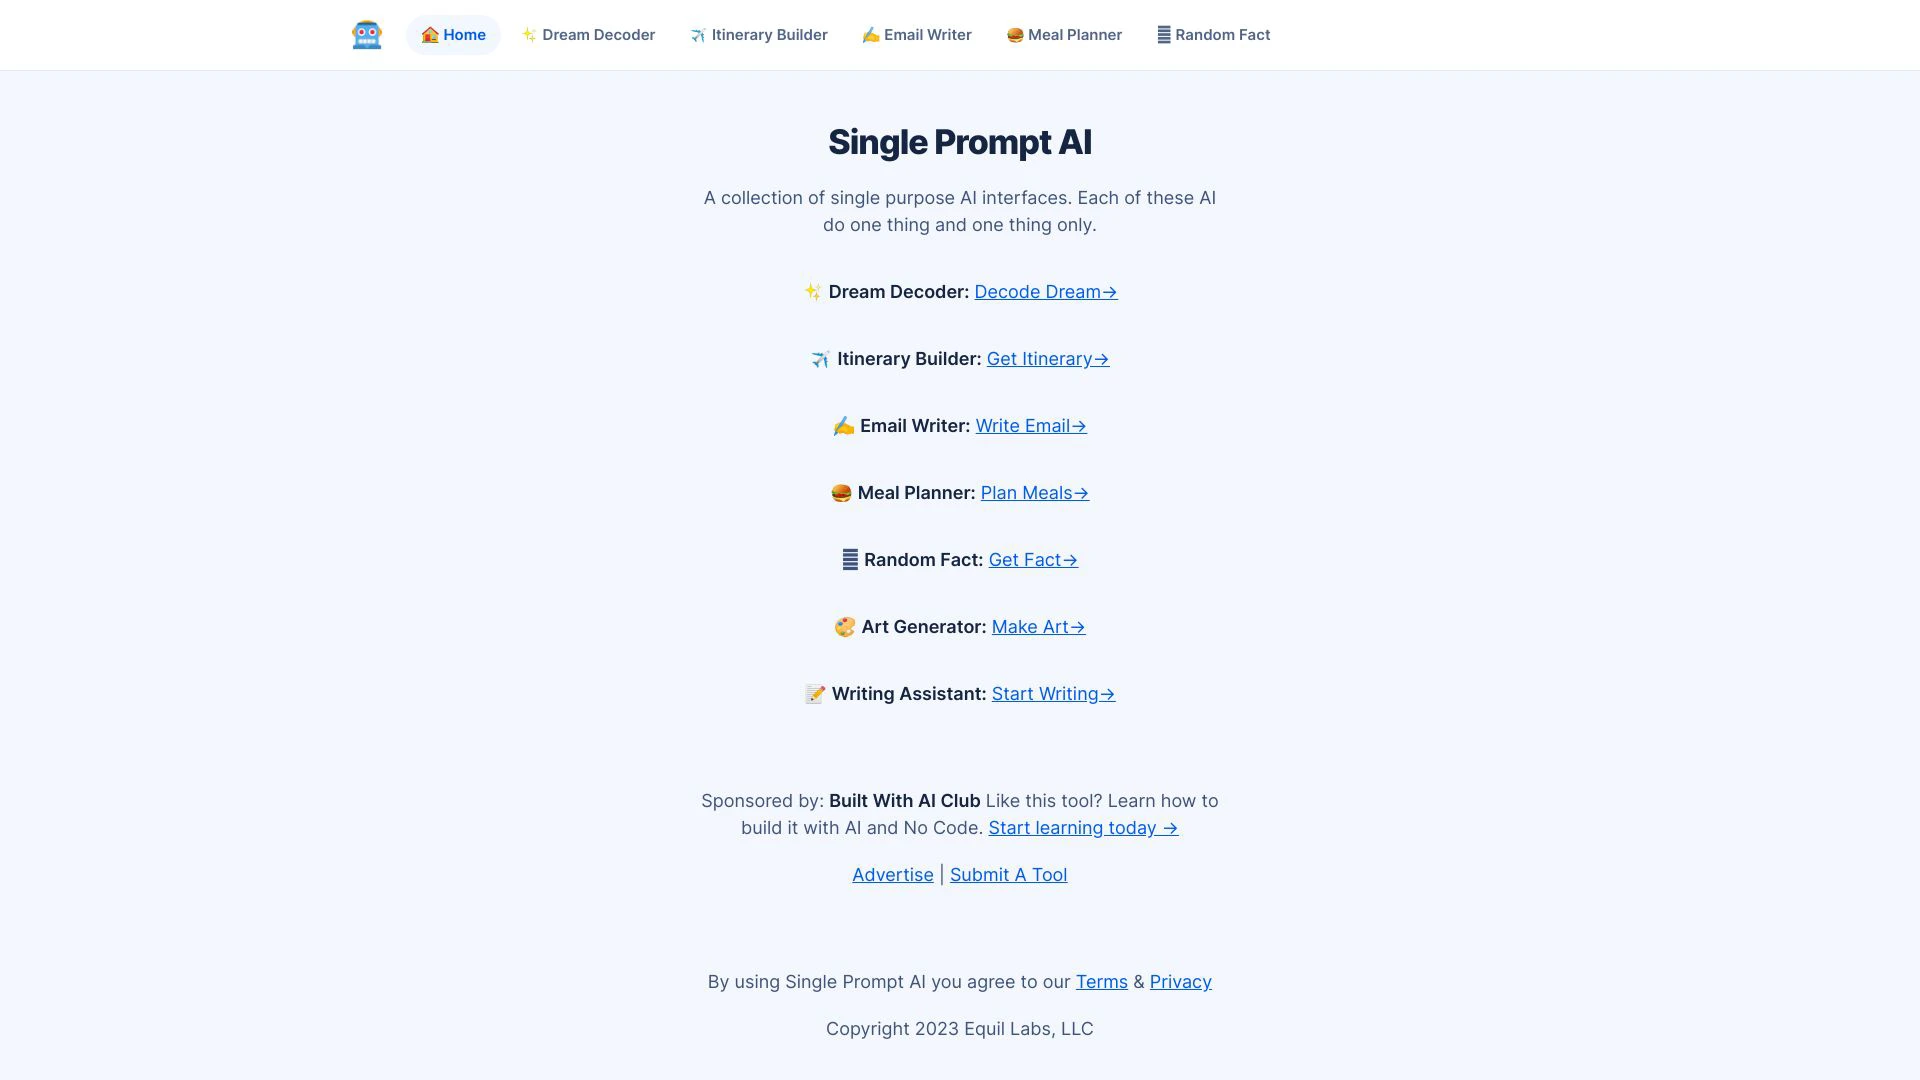 Home
Dream Decoder
Itinerary Builder
Email Writer
Meal Planner
Random Fact
Single Prompt AI
A collection of single purpose AI interfaces. Each of these AI
do one thing and one thing only.
Dream Decoder: Decode Dream→
Itinerary Builder: Get Itinerary→
Email Writer: Write Email→
Meal Planner: Plan Meals→
Random Fact: Get Fact→
Art Generator: Make Art→
Writing Assistant: Start Writing→
Sponsored by: Built With AI Club Like this tool? Learn how to
build it with AI and No Code. Start learning today →
Advertise | Submit A Tool
By using Single Prompt AI you agree to our Terms & Privacy
Copyright 2023 Equil Labs, LLC